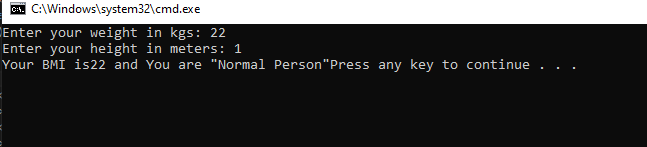 C:\Windows\system32\cmd.exe
Enter your weight in kgs: 22
Enter your height in meters: 1
Your BMI is22 and You are "Normal Person"Press any key to continue . . .